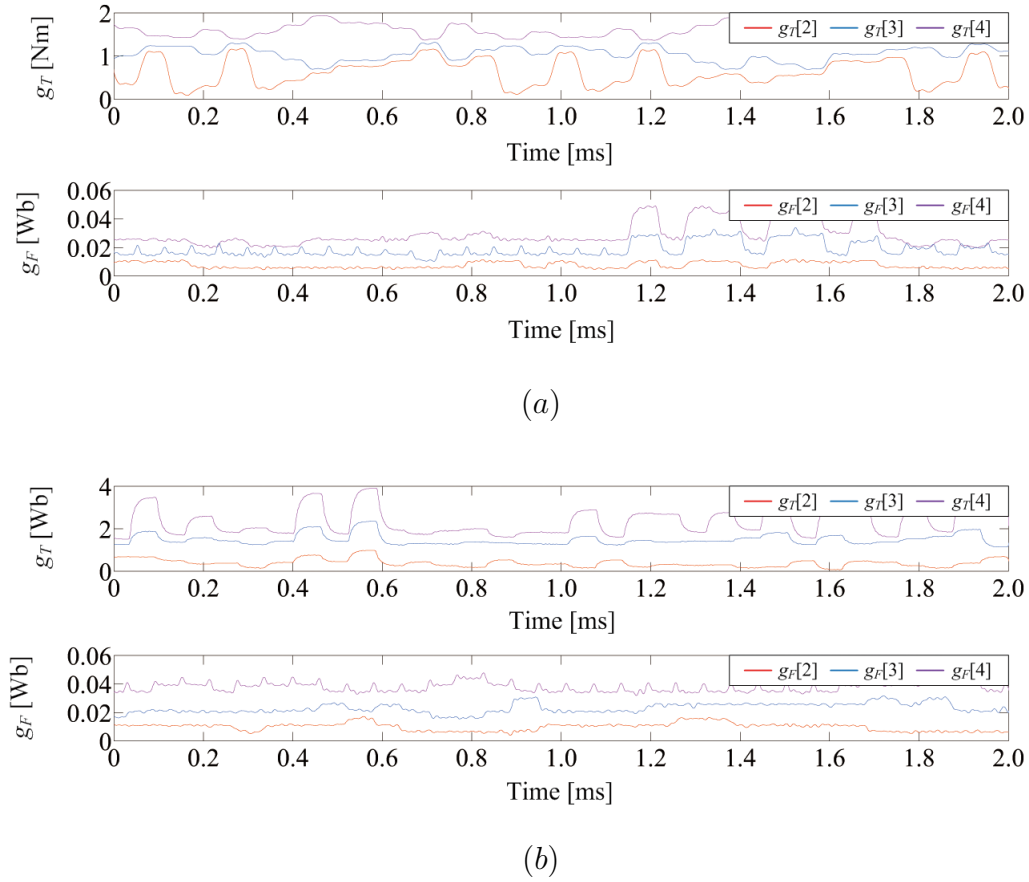 2
1
0
g_T [Nm]
g_T[2] g_T[3] g_T[4]
0 0.2 0.4 0.6 0.8 1.0 1.2 1.4 1.6 1.8 2.0
Time [ms]
0.06
0.04
0.02
0
g_F [Wb]
g_F[2] g_F[3] g_F[4]
0 0.2 0.4 0.6 0.8 1.0 1.2 1.4 1.6 1.8 2.0
Time [ms]
(a)
4
2
0
g_T [Wb]
g_T[2] g_T[3] g_T[4]
0 0.2 0.4 0.6 0.8 1.0 1.2 1.4 1.6 1.8 2.0
Time [ms]
0.06
0.04
0.02
0
g_F [Wb]
g_F[2] g_F[3] g_F[4]
0 0.2 0.4 0.6 0.8 1.0 1.2 1.4 1.6 1.8 2.0
Time [ms]
(b)